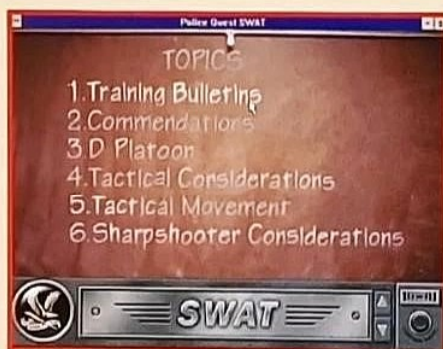 Police Quest SWAT
TOPICS
1.Training Bulletins
2.Commendations
3.D Platoon
4.Tactical Considerations
5.Tactical Movement
6.Sharpshooter Considerations
SWAT